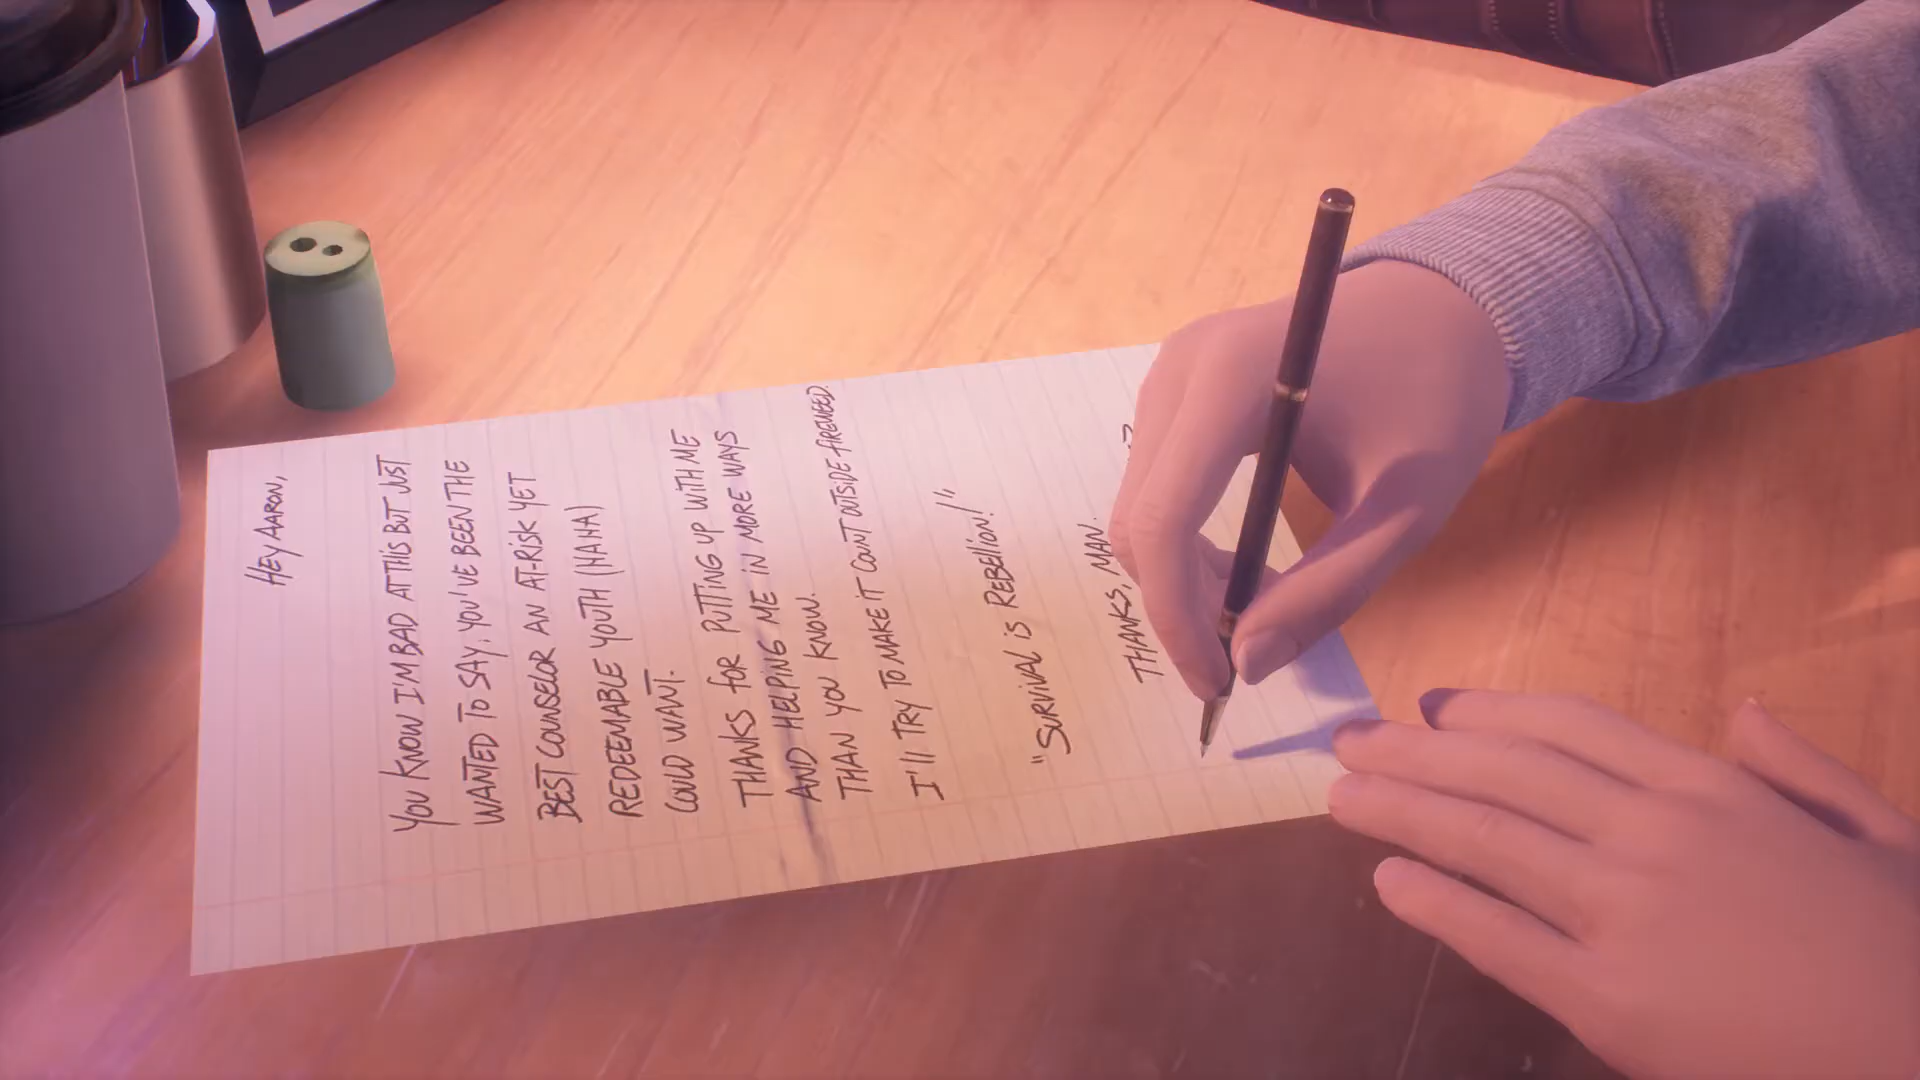 HEY AARON,
YOU KNOW I'M BAD AT THIS BUT JUST
WANTED TO SAY, YOU'VE BEEN THE
BEST COUNSELOR AN AT-RISK YET
REDEEMABLE YOUTH (HAHA)
COULD WANT.
THANKS FOR PUTTING UP WITH ME
AND HELPING ME IN MORE WAYS
THAN YOU KNOW.
I'll TRY TO MAKE IT COUNT OUTSIDE FIREWEED.
"SURVIVAL IS REBELLION!"
THANKS, MAN.